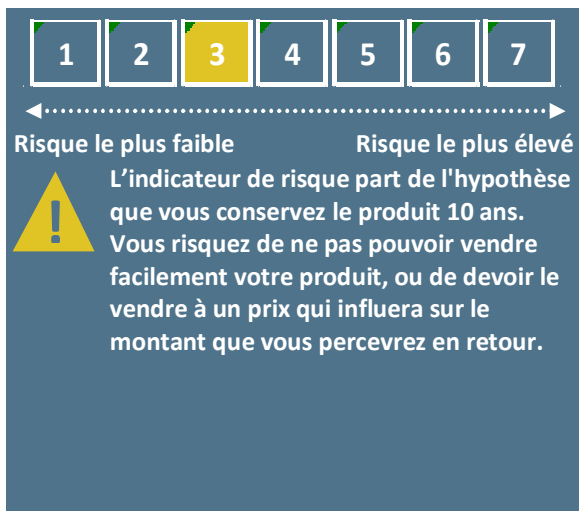 1 2 3 4 5 6 7
Risque le plus faible Risque le plus élevé
L’indicateur de risque part de l'hypothèse
que vous conservez le produit 10 ans.
Vous risquez de ne pas pouvoir vendre
facilement votre produit, ou de devoir le
vendre à un prix qui influera sur le
montant que vous percevrez en retour.